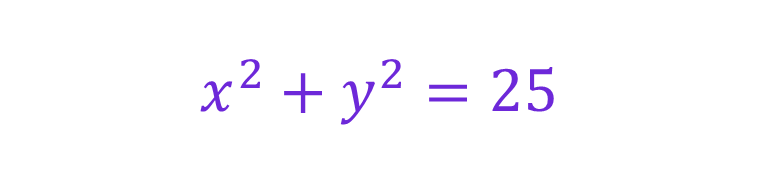 x² + y² = 25